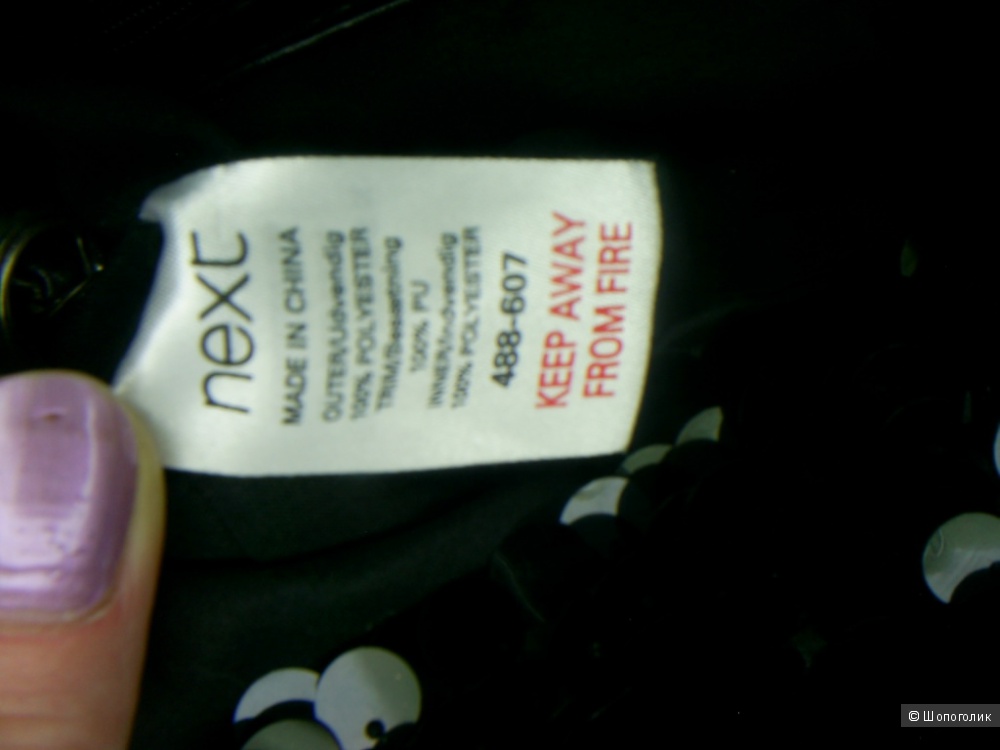 next
MADE IN CHINA
OUTER/Udvendig
100% POLYESTER
TRIM/Besætning
100% PU
INNER/Indvendig
100% POLYESTER
488-607
KEEP AWAY
FROM FIRE
© Шопоголик